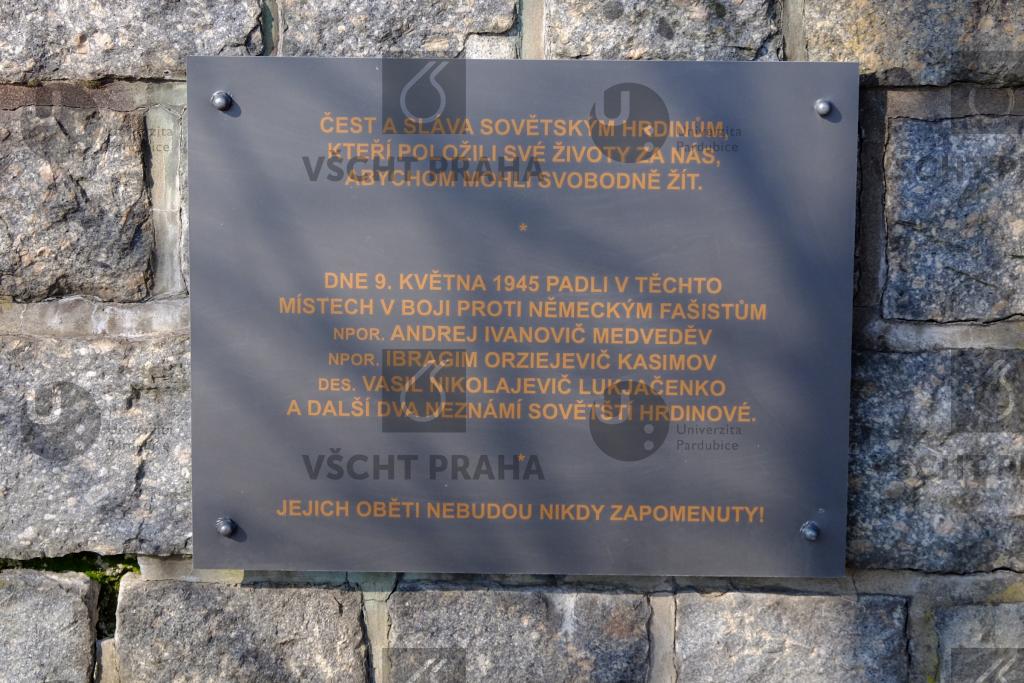 ČEST A SLÁVA SOVĚTSKÝM HRDINŮM,
KTEŘÍ POLOŽILI SVÉ ŽIVOTY ZA NÁS,
ABYCHOM MOHLI SVOBODNĚ ŽÍT.
*
DNE 9. KVĚTNA 1945 PADLI V TĚCHTO
MÍSTECH V BOJI PROTI NĚMECKÝM FAŠISTŮM
NPOR. ANDREJ IVANOVIČ MEDVEDĚV
NPOR. IBRAGIM ORZIEJEVIČ KASIMOV
DES. VASIL NIKOLAJEVIČ LUKJAČENKO
A DALŠÍ DVA NEZNÁMÍ SOVĚTŠTÍ HRDINOVÉ.
*
JEJICH OBĚTI NEBUDOU NIKDY ZAPOMENUTY!
VŠCHT PRAHA
Univerzita
Pardubice
VŠCHT PRAHA
Univerzita
Pardubice